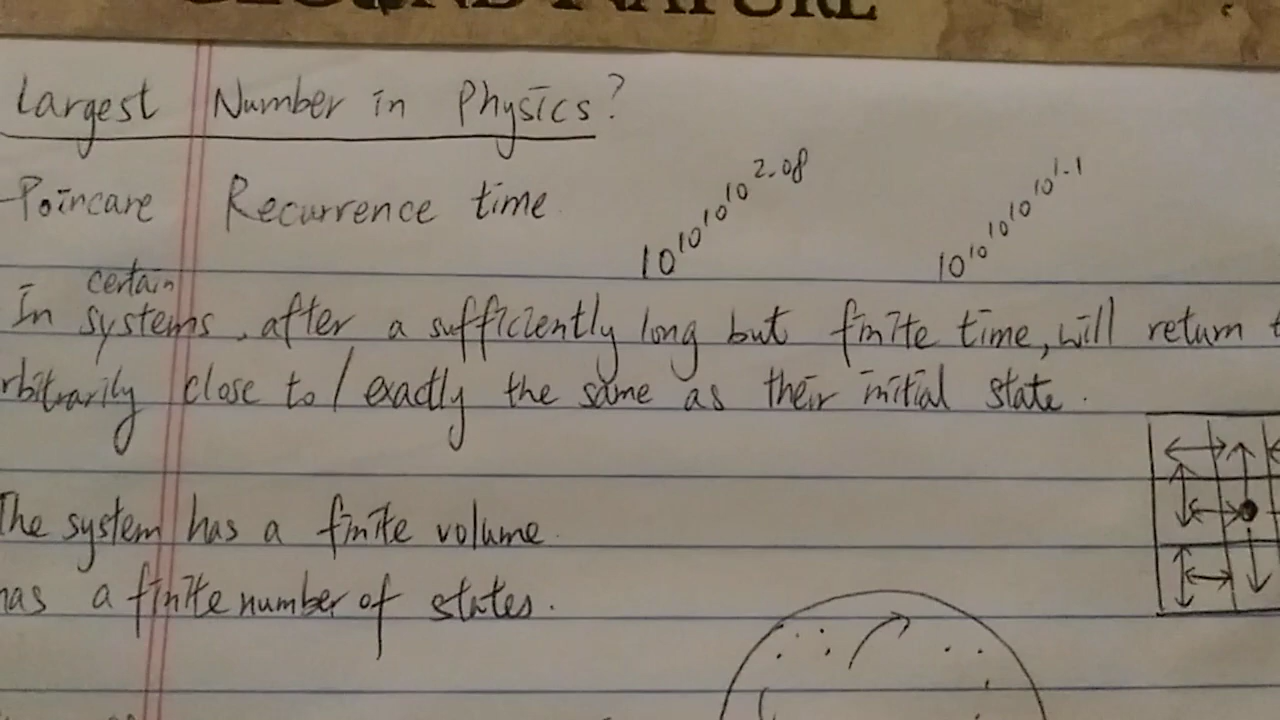 SECOND NATURE
Largest Number in Physics?
Poincare Recurrence time 10^10^10^10^2.08 10^10^10^10^10^1.1
certain
In systems, after a sufficiently long but finite time, will return t
rbitrarily close to / exactly the same as their initial state.
The system has a finite volume
has a finite number of states.